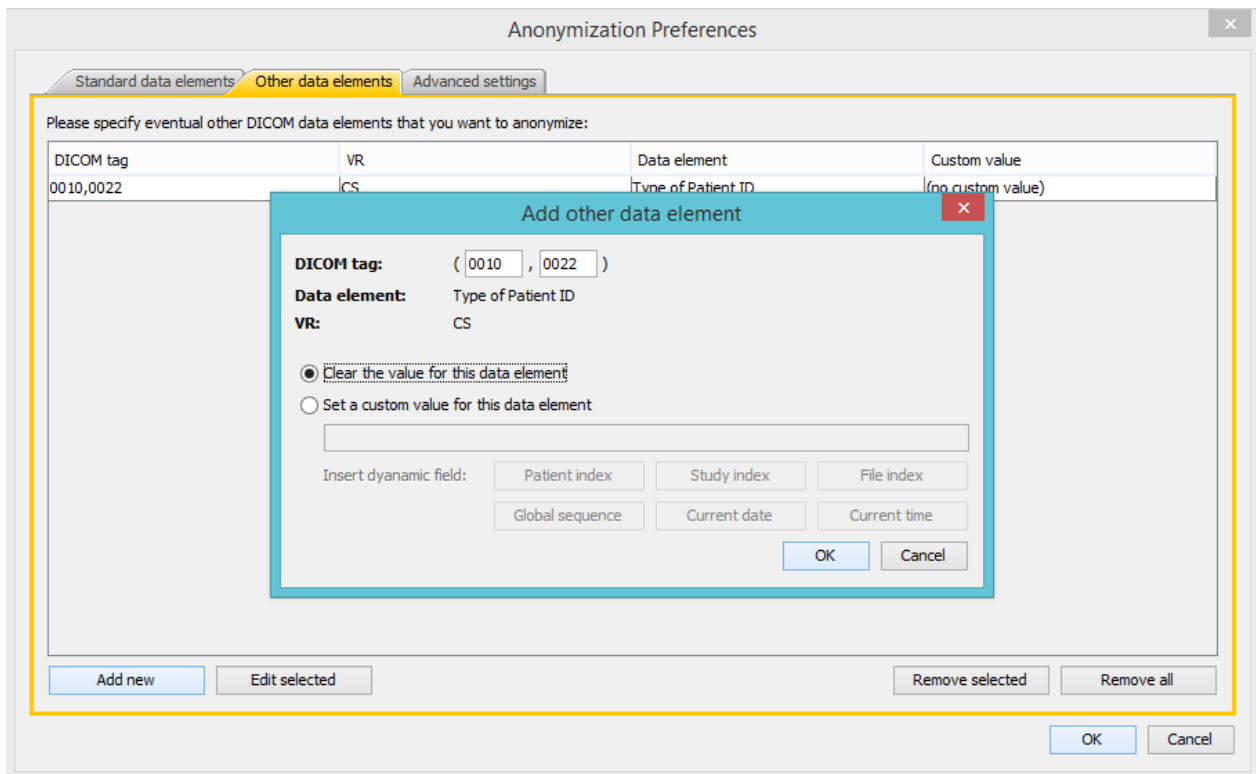 Anonymization Preferences
Standard data elements Other data elements Advanced settings
Please specify eventual other DICOM data elements that you want to anonymize:
DICOM tag VR Data element Custom value
0010,0022 CS Type of Patient ID (no custom value)
Add other data element
DICOM tag: ( 0010 , 0022 )
Data element: Type of Patient ID
VR: CS
Clear the value for this data element
Set a custom value for this data element
Insert dyanamic field: Patient index Study index File index
Global sequence Current date Current time
OK Cancel
Add new Edit selected Remove selected Remove all
OK Cancel